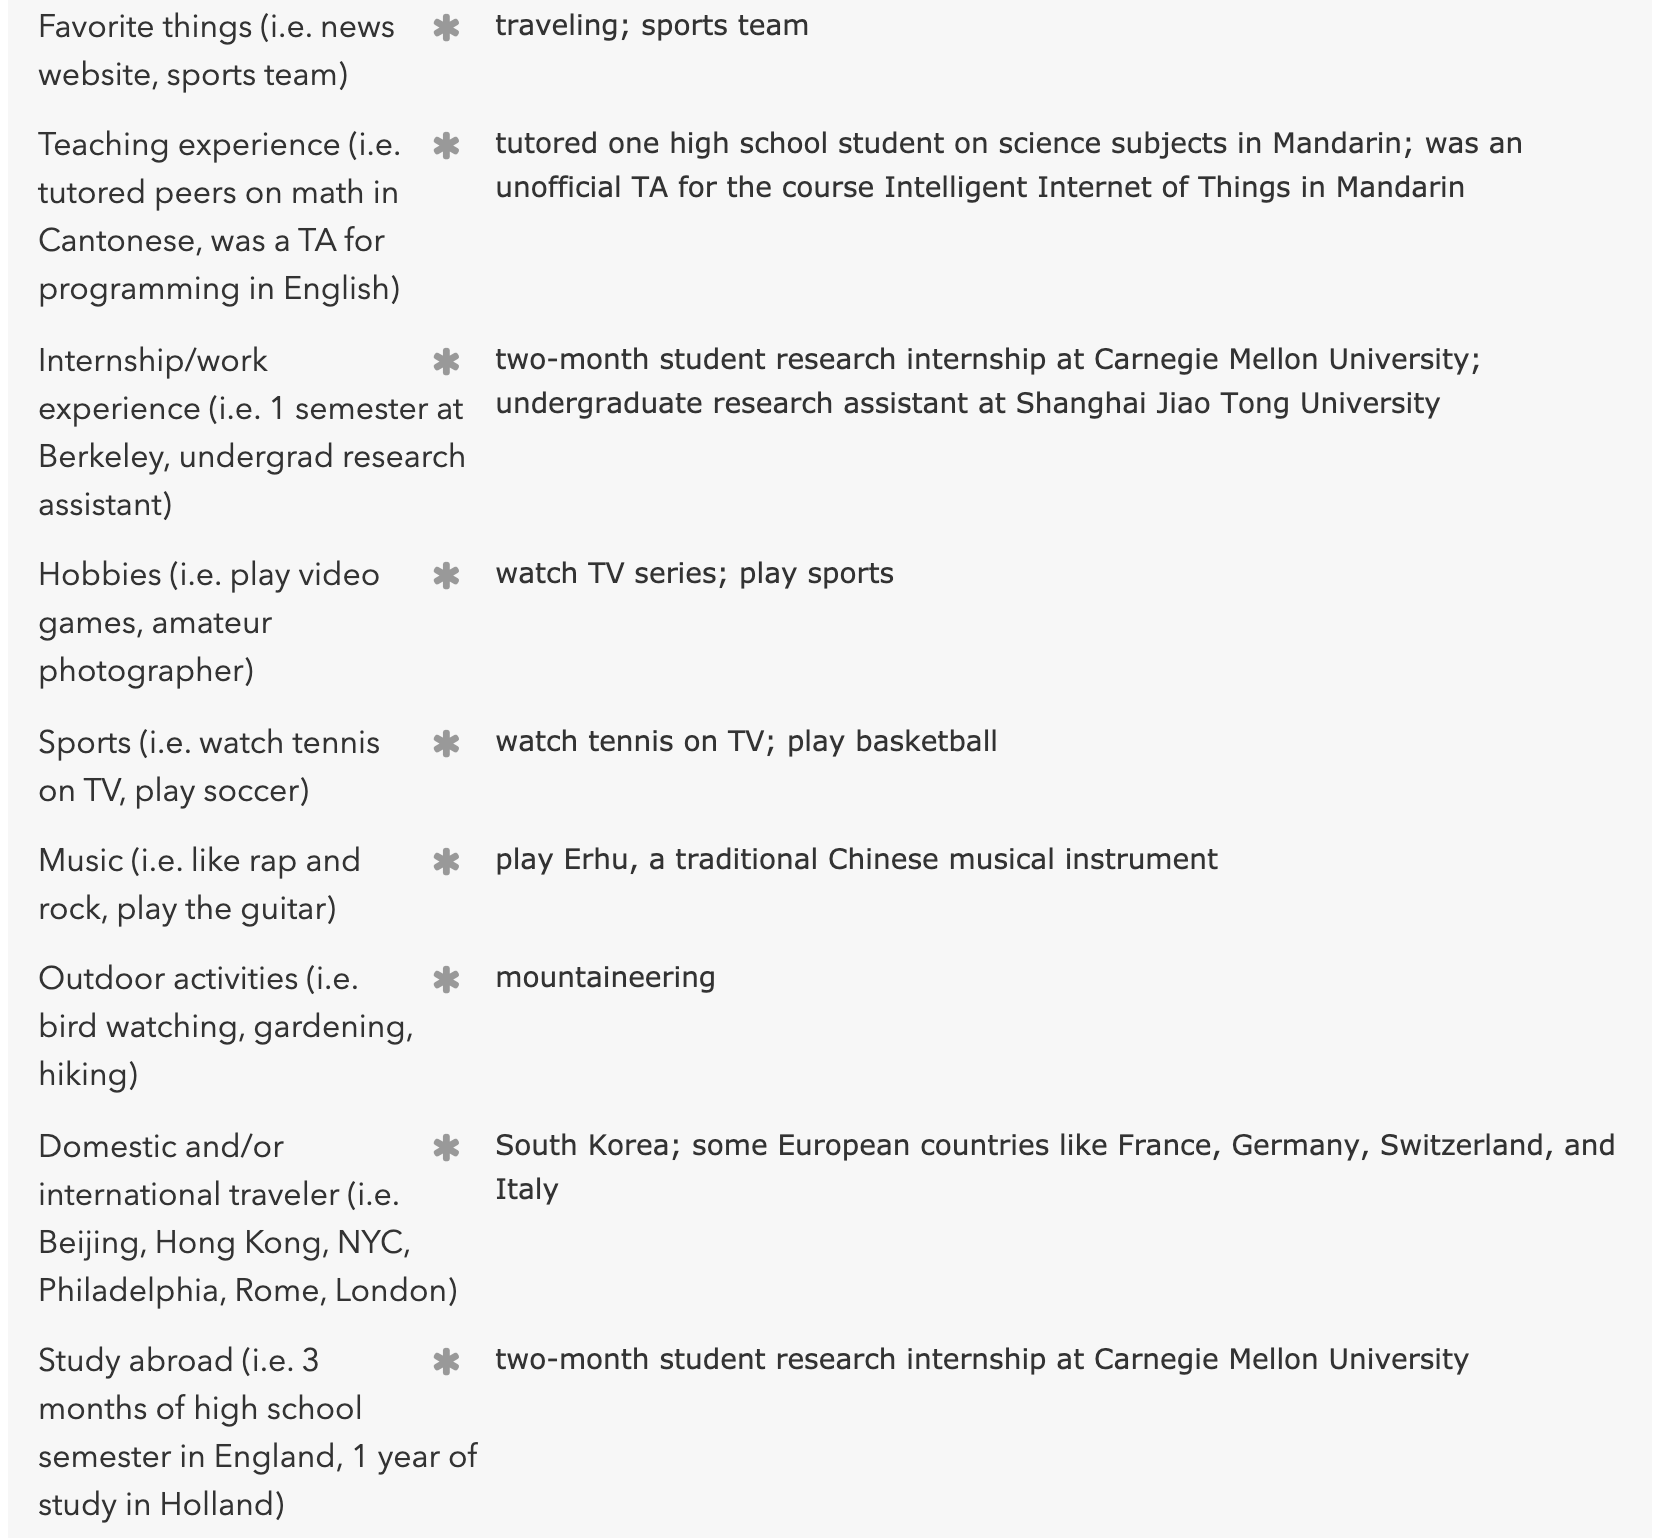 Favorite things (i.e. news ✱ traveling; sports team
website, sports team)
Teaching experience (i.e. ✱ tutored one high school student on science subjects in Mandarin; was an
tutored peers on math in unofficial TA for the course Intelligent Internet of Things in Mandarin
Cantonese, was a TA for
programming in English)
Internship/work ✱ two-month student research internship at Carnegie Mellon University;
experience (i.e. 1 semester at undergraduate research assistant at Shanghai Jiao Tong University
Berkeley, undergrad research
assistant)
Hobbies (i.e. play video ✱ watch TV series; play sports
games, amateur
photographer)
Sports (i.e. watch tennis ✱ watch tennis on TV; play basketball
on TV, play soccer)
Music (i.e. like rap and ✱ play Erhu, a traditional Chinese musical instrument
rock, play the guitar)
Outdoor activities (i.e. ✱ mountaineering
bird watching, gardening,
hiking)
Domestic and/or ✱ South Korea; some European countries like France, Germany, Switzerland, and
international traveler (i.e. Italy
Beijing, Hong Kong, NYC,
Philadelphia, Rome, London)
Study abroad (i.e. 3 ✱ two-month student research internship at Carnegie Mellon University
months of high school
semester in England, 1 year of
study in Holland)